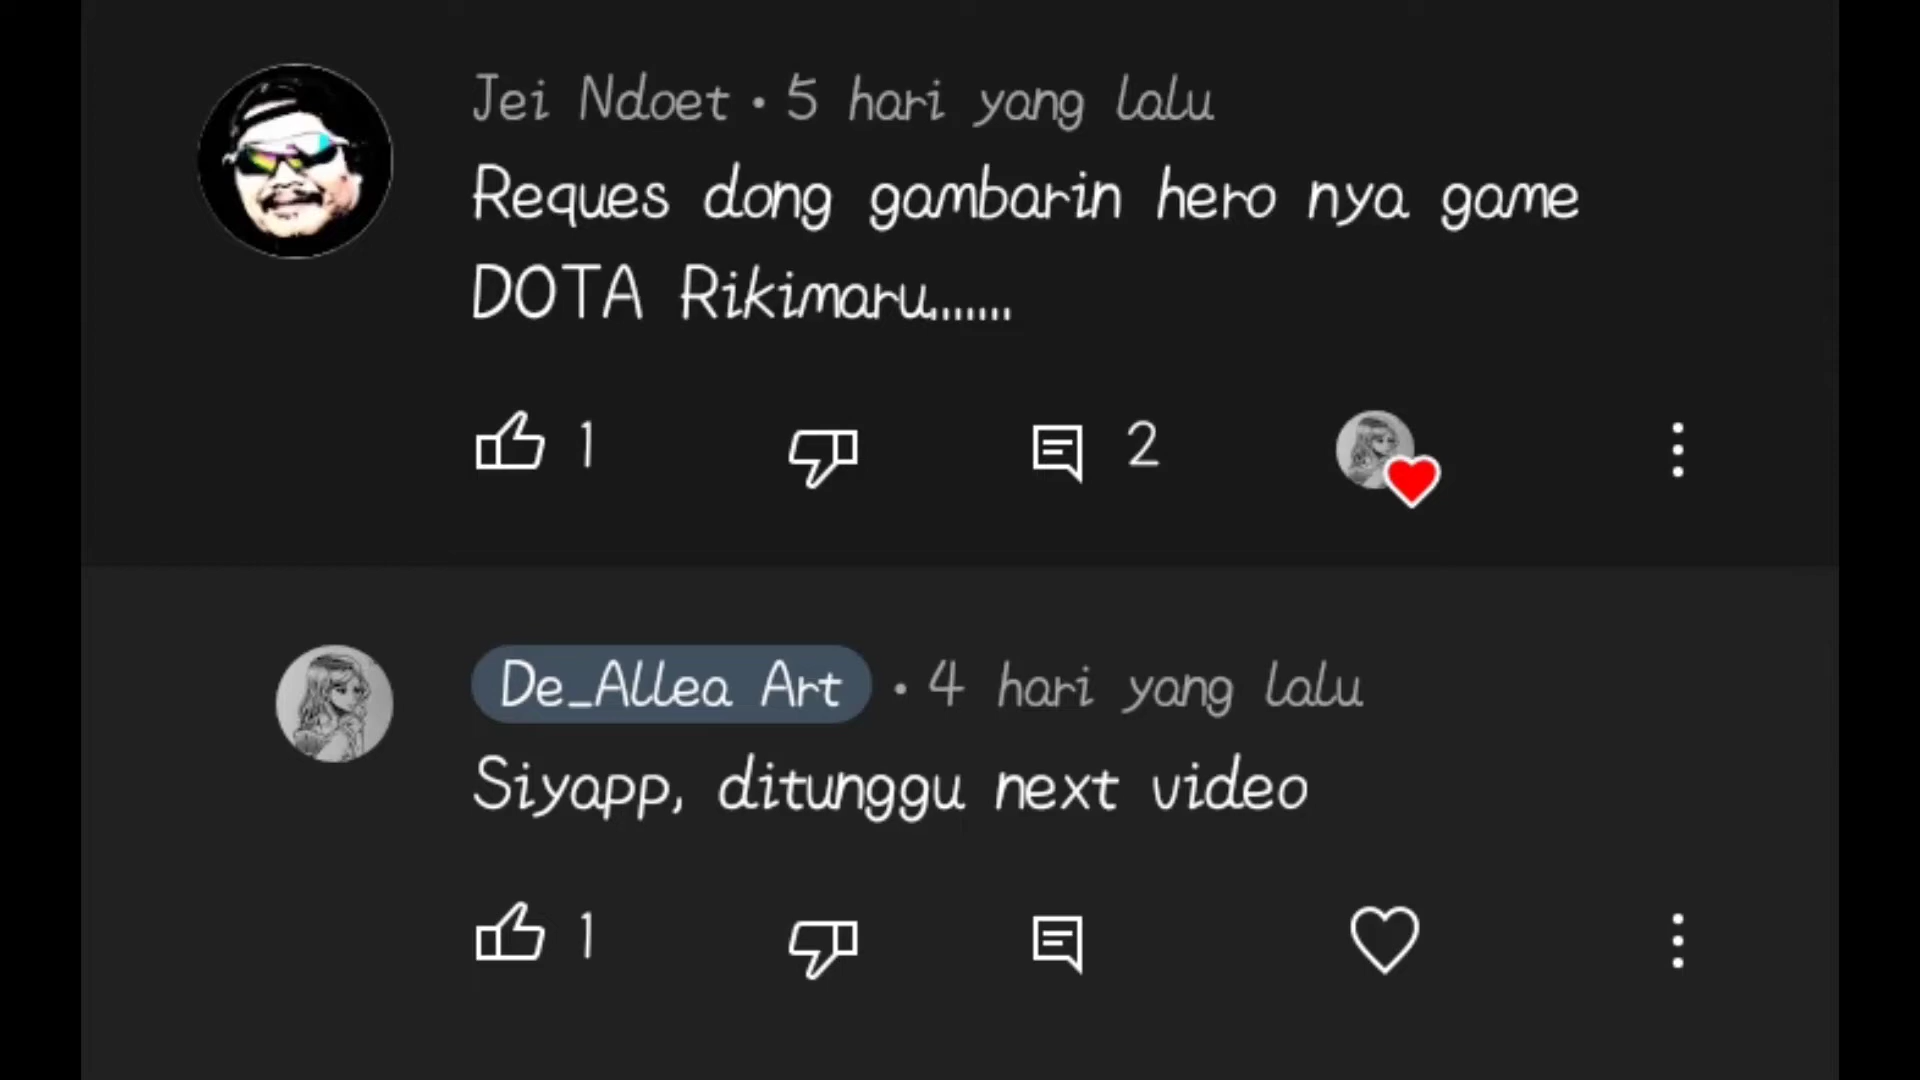 Jei Ndoet • 5 hari yang lalu
Reques dong gambarin hero nya game
DOTA Rikimaru.......
1 2
De_Allea Art • 4 hari yang lalu
Siyapp, ditunggu next video
1